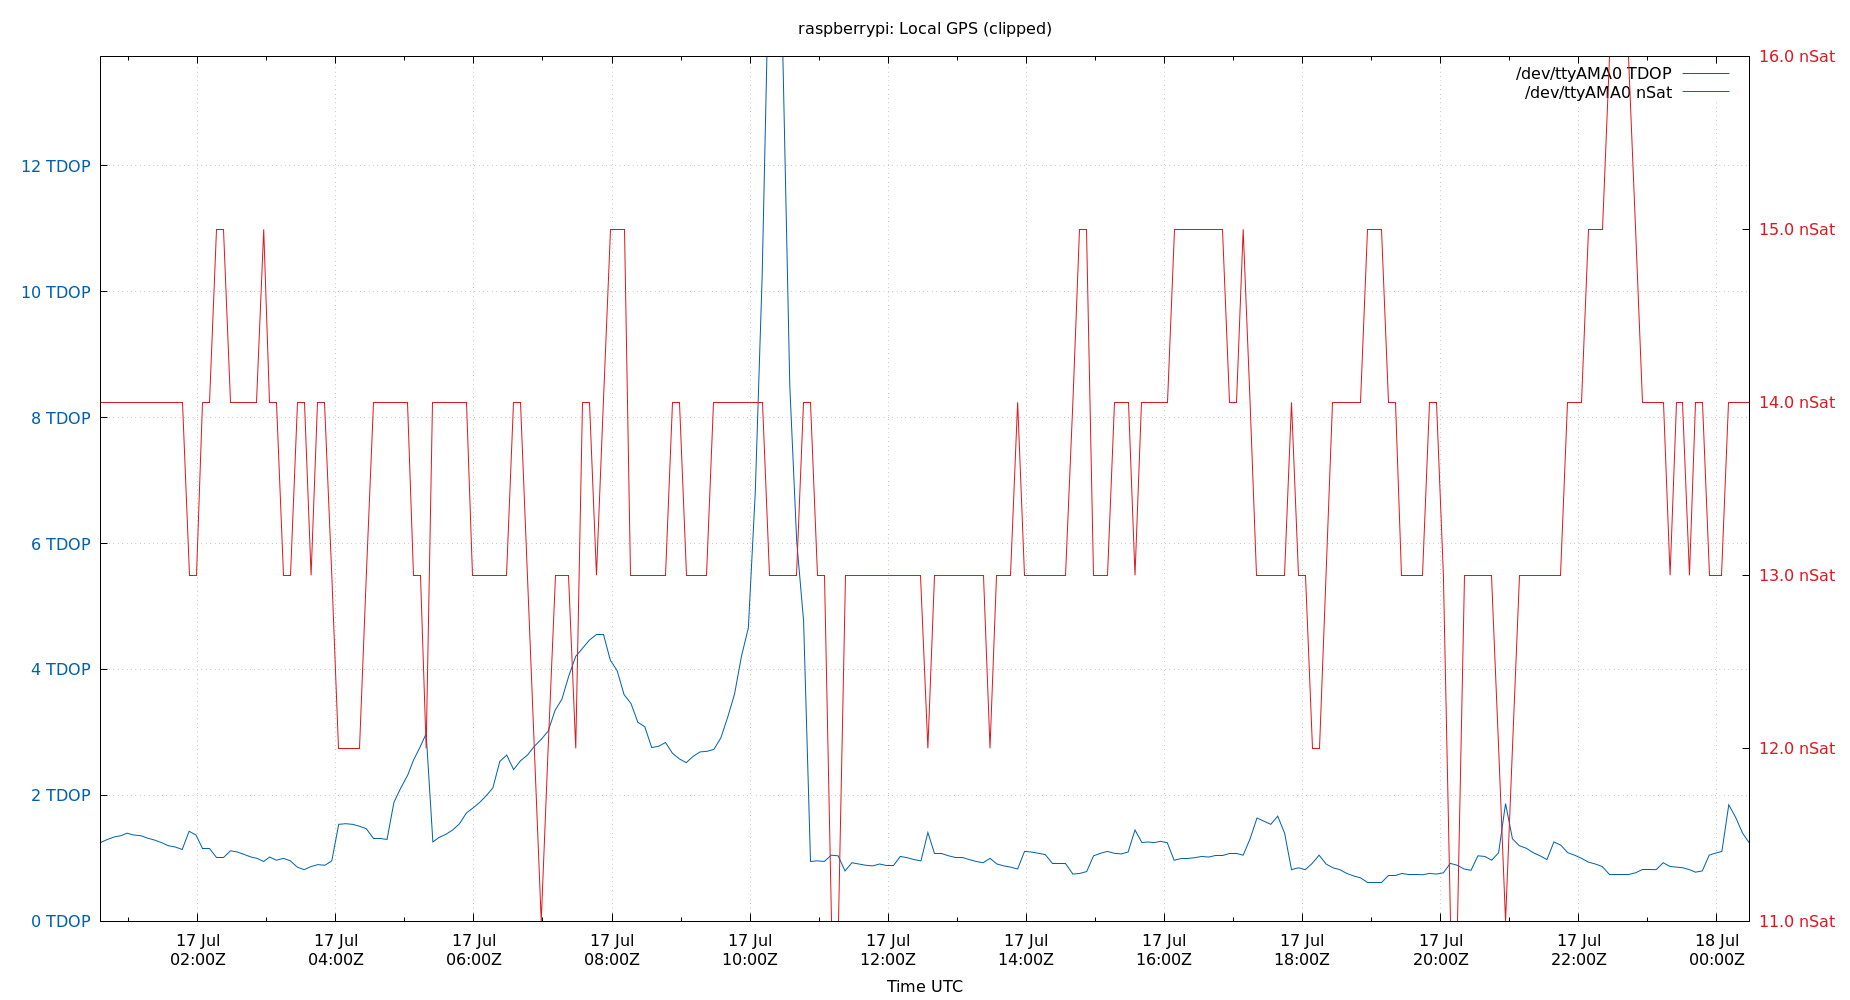 raspberrypi: Local GPS (clipped)
16.0 nSat
/dev/ttyAMA0 TDOP
/dev/ttyAMA0 nSat
12 TDOP
15.0 nSat
10 TDOP
14.0 nSat
8 TDOP
6 TDOP
13.0 nSat
4 TDOP
12.0 nSat
2 TDOP
0 TDOP
11.0 nSat
17 Jul 17 Jul 17 Jul 17 Jul 17 Jul 17 Jul 17 Jul 17 Jul 17 Jul 17 Jul 17 Jul 18 Jul
02:00Z 04:00Z 06:00Z 08:00Z 10:00Z 12:00Z 14:00Z 16:00Z 18:00Z 20:00Z 22:00Z 00:00Z
Time UTC